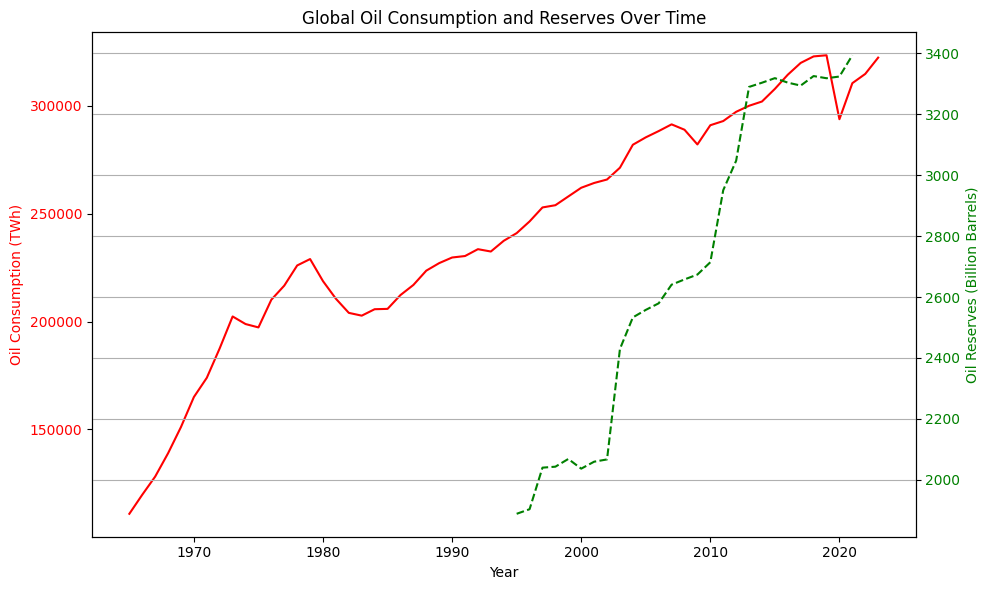 Global Oil Consumption and Reserves Over Time
Oil Consumption (TWh)
300000
250000
200000
150000
3400
3200
3000
2800
2600
2400
2200
2000
Oil Reserves (Billion Barrels)
1970 1980 1990 2000 2010 2020
Year